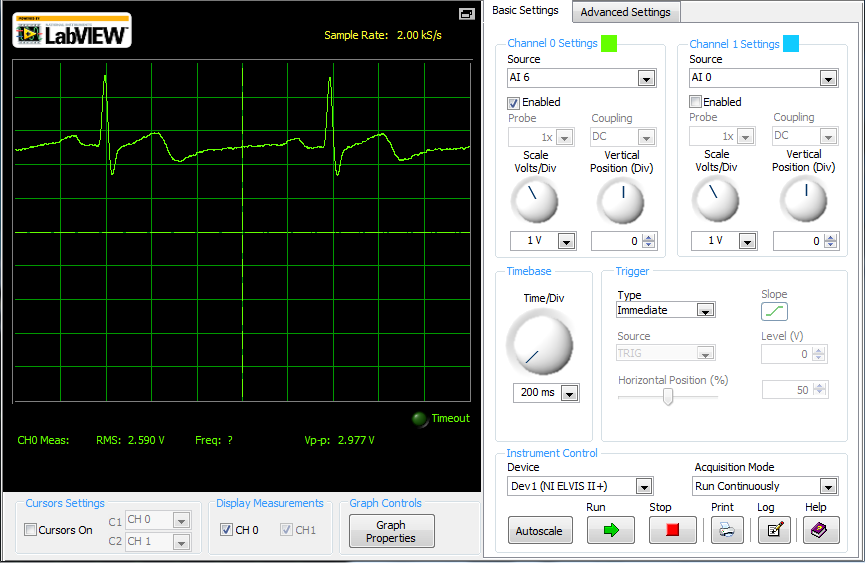 POWERED BY
NATIONAL INSTRUMENTS
LabVIEW
Sample Rate: 2.00 kS/s
Timeout
CH0 Meas: RMS: 2.590 V Freq: ? Vp-p: 2.977 V
Cursors Settings
Cursors On
C1 CH 0
C2 CH 1
Display Measurements
CH 0 CH1
Graph Controls
Graph
Properties
Basic Settings Advanced Settings
Channel 0 Settings
Source
AI 6
Enabled
Probe Coupling
1x DC
Scale
Volts/Div
Vertical
Position (Div)
1 V 0
Channel 1 Settings
Source
AI 0
Enabled
Probe Coupling
1x DC
Scale
Volts/Div
Vertical
Position (Div)
1 V 0
Timebase
Time/Div
200 ms
Trigger
Type
Immediate
Slope
Source
TRIG
Level (V)
0
Horizontal Position (%)
50
Instrument Control
Device
Dev1 (NI ELVIS II+)
Acquisition Mode
Run Continuously
Autoscale
Run Stop Print Log Help